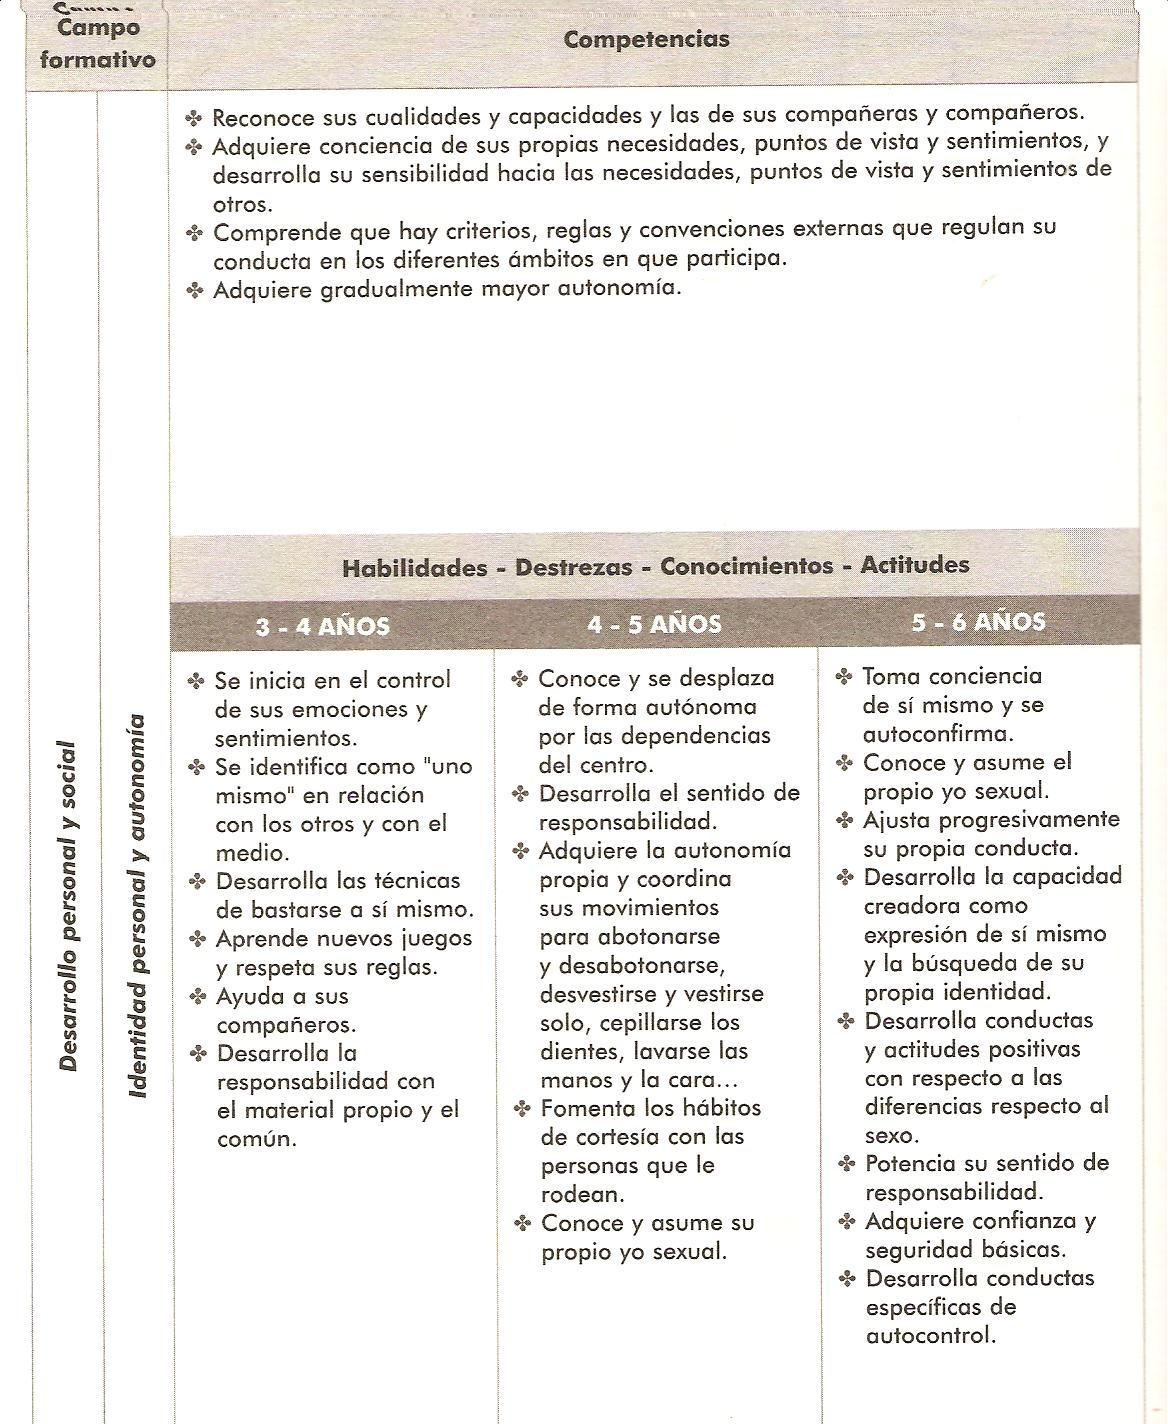 Campo
formativo
Competencias
✤ Reconoce sus cualidades y capacidades y las de sus compañeras y compañeros.
✤ Adquiere conciencia de sus propias necesidades, puntos de vista y sentimientos, y
desarrolla su sensibilidad hacia las necesidades, puntos de vista y sentimientos de
otros.
✤ Comprende que hay criterios, reglas y convenciones externas que regulan su
conducta en los diferentes ámbitos en que participa.
✤ Adquiere gradualmente mayor autonomía.
Desarrollo personal y social
Identidad personal y autonomía
Habilidades - Destrezas - Conocimientos - Actitudes
3 - 4 AÑOS
✤ Se inicia en el control
de sus emociones y
sentimientos.
✤ Se identifica como "uno
mismo" en relación
con los otros y con el
medio.
✤ Desarrolla las técnicas
de bastarse a sí mismo.
✤ Aprende nuevos juegos
y respeta sus reglas.
✤ Ayuda a sus
compañeros.
✤ Desarrolla la
responsabilidad con
el material propio y el
común.
4 - 5 AÑOS
✤ Conoce y se desplaza
de forma autónoma
por las dependencias
del centro.
✤ Desarrolla el sentido de
responsabilidad.
✤ Adquiere la autonomía
propia y coordina
sus movimientos
para abotonarse
y desabotonarse,
desvestirse y vestirse
solo, cepillarse los
dientes, lavarse las
manos y la cara...
✤ Fomenta los hábitos
de cortesía con las
personas que le
rodean.
✤ Conoce y asume su
propio yo sexual.
5 - 6 AÑOS
✤ Toma conciencia
de sí mismo y se
autoconfirma.
✤ Conoce y asume el
propio yo sexual.
✤ Ajusta progresivamente
su propia conducta.
✤ Desarrolla la capacidad
creadora como
expresión de sí mismo
y la búsqueda de su
propia identidad.
✤ Desarrolla conductas
y actitudes positivas
con respecto a las
diferencias respecto al
sexo.
✤ Potencia su sentido de
responsabilidad.
✤ Adquiere confianza y
seguridad básicas.
✤ Desarrolla conductas
específicas de
autocontrol.